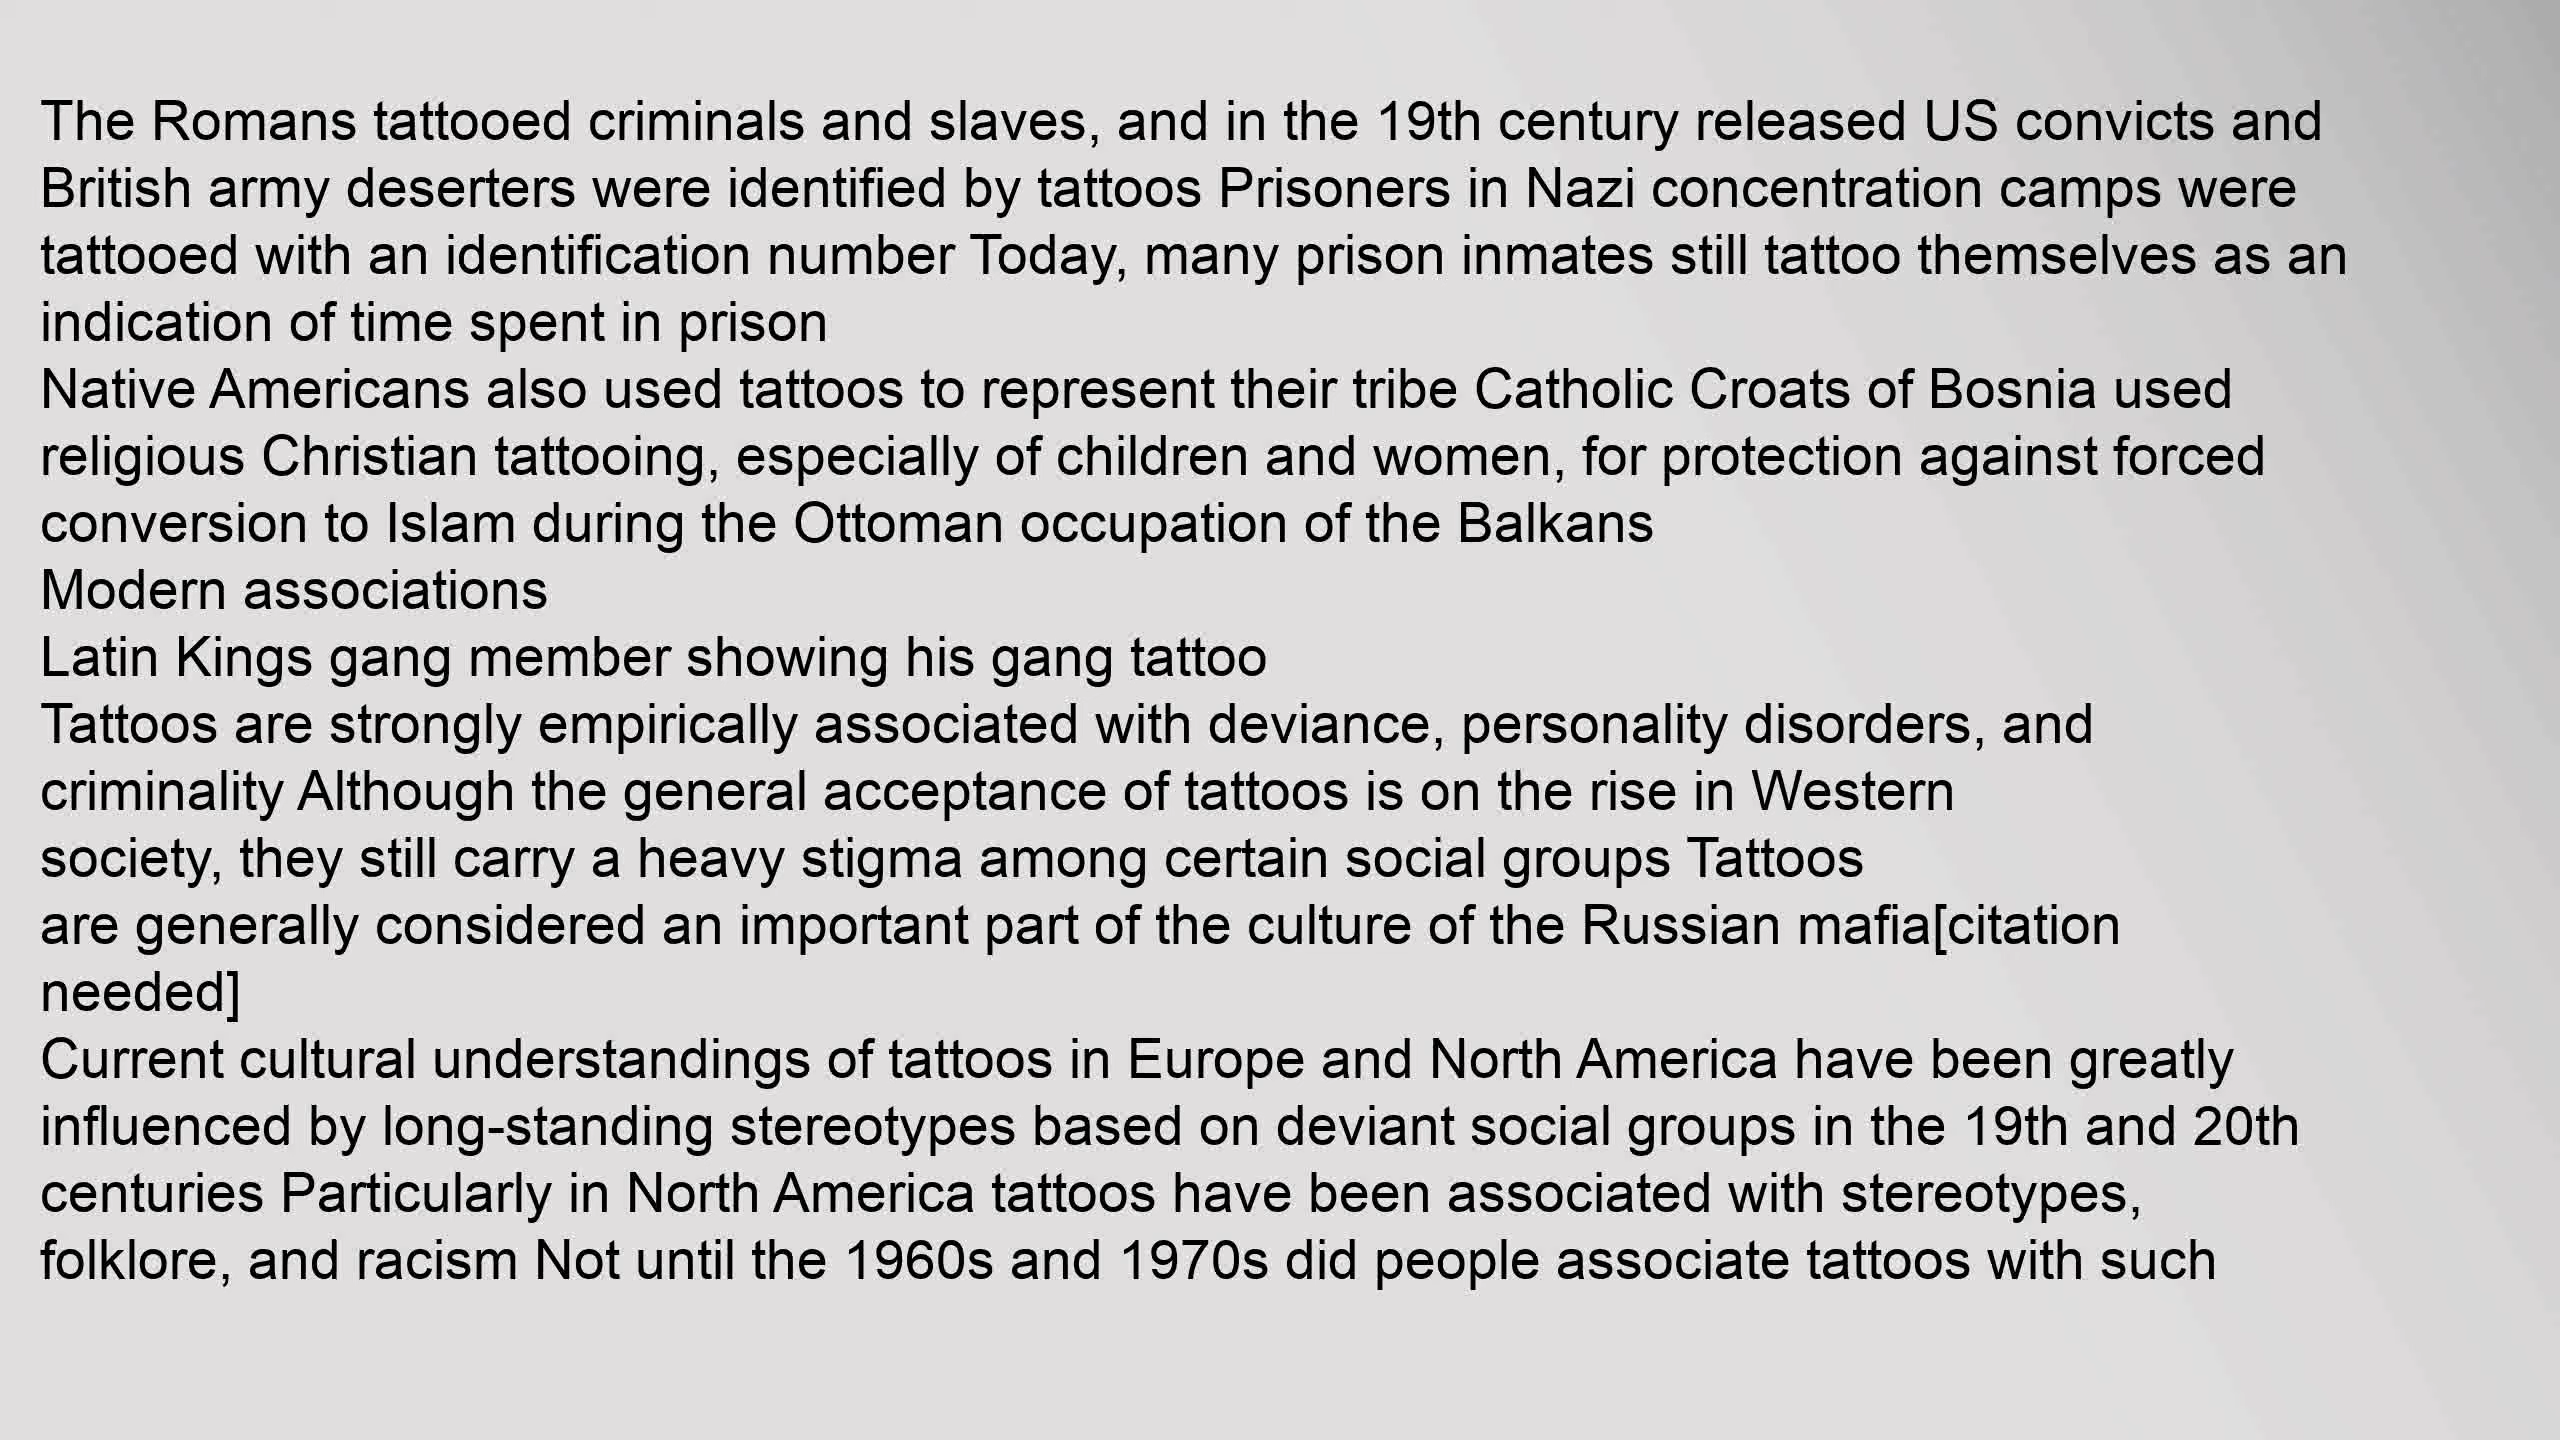 The Romans tattooed criminals and slaves, and in the 19th century released US convicts and
British army deserters were identified by tattoos Prisoners in Nazi concentration camps were
tattooed with an identification number Today, many prison inmates still tattoo themselves as an
indication of time spent in prison
Native Americans also used tattoos to represent their tribe Catholic Croats of Bosnia used
religious Christian tattooing, especially of children and women, for protection against forced
conversion to Islam during the Ottoman occupation of the Balkans
Modern associations
Latin Kings gang member showing his gang tattoo
Tattoos are strongly empirically associated with deviance, personality disorders, and
criminality Although the general acceptance of tattoos is on the rise in Western
society, they still carry a heavy stigma among certain social groups Tattoos
are generally considered an important part of the culture of the Russian mafia[citation
needed]
Current cultural understandings of tattoos in Europe and North America have been greatly
influenced by long-standing stereotypes based on deviant social groups in the 19th and 20th
centuries Particularly in North America tattoos have been associated with stereotypes,
folklore, and racism Not until the 1960s and 1970s did people associate tattoos with such